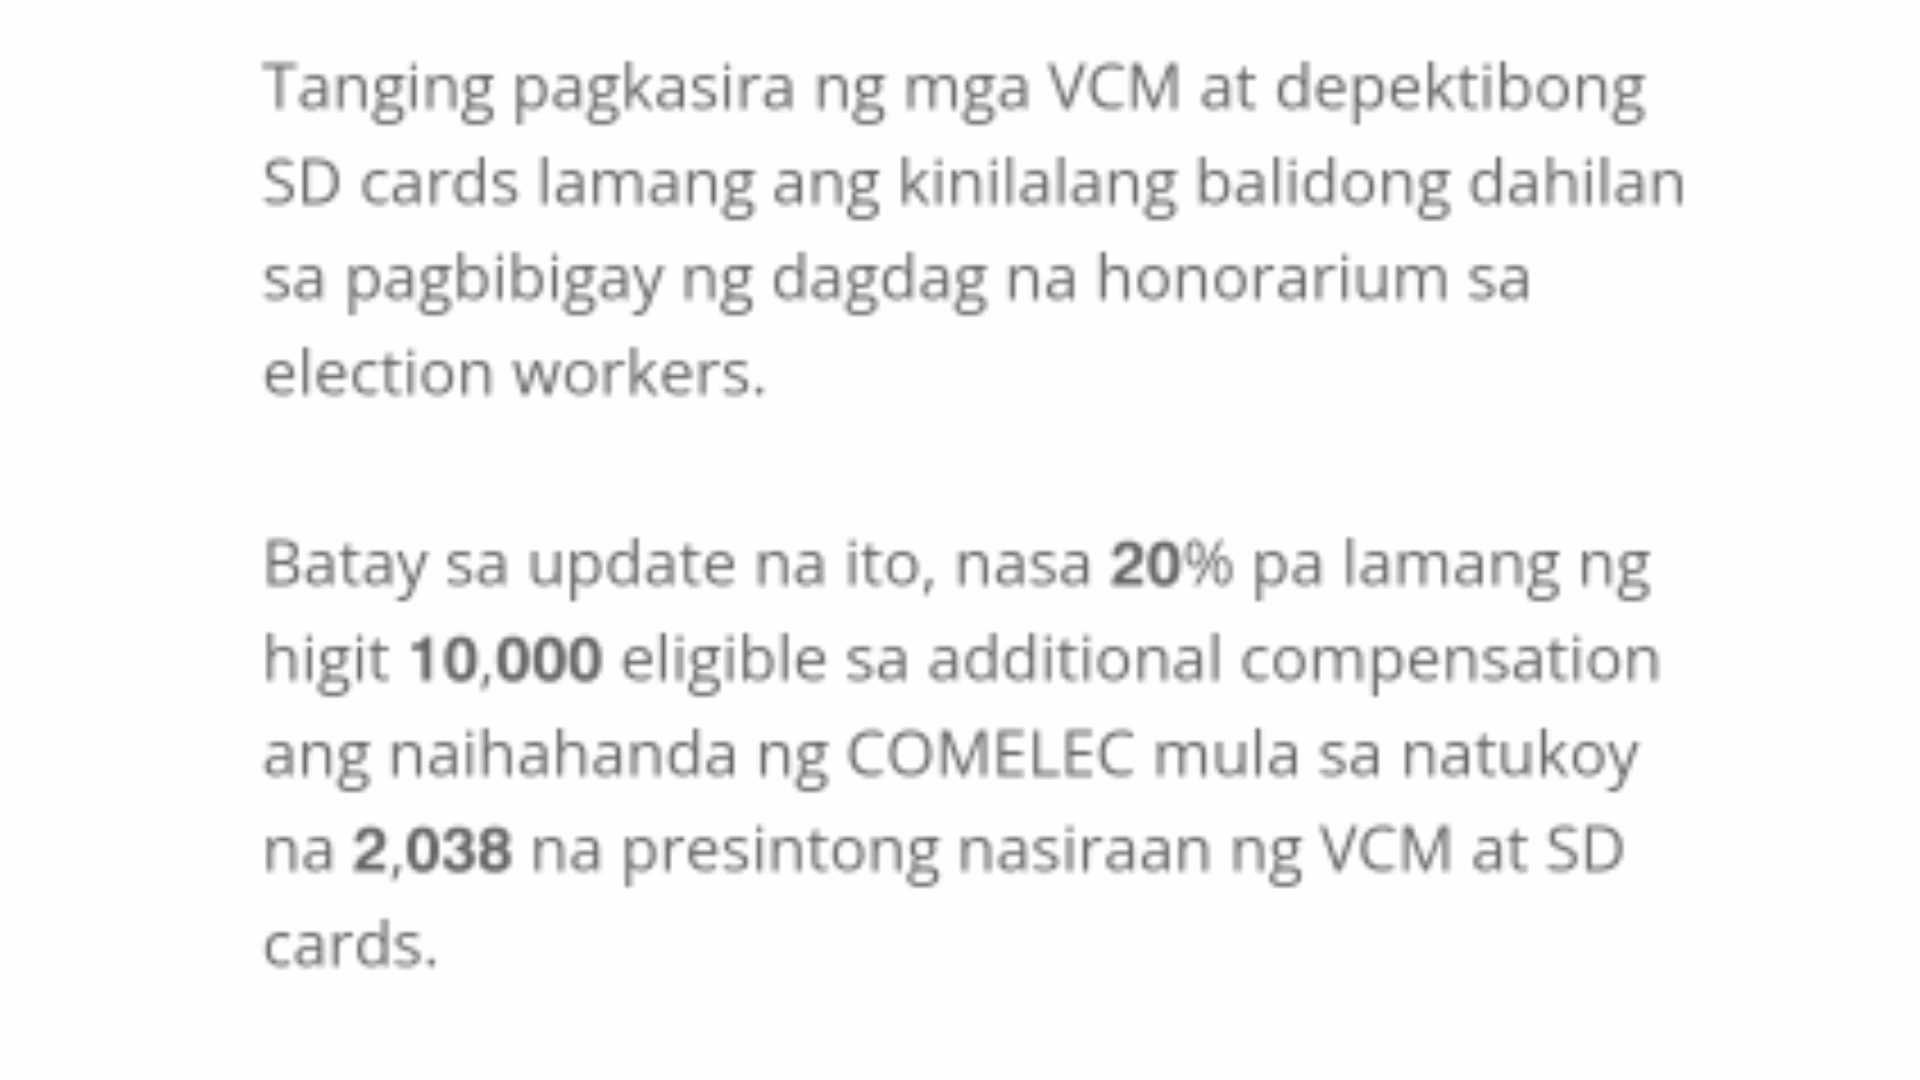 Tanging pagkasira ng mga VCM at depektibong
SD cards lamang ang kinilalang balidong dahilan
sa pagbibigay ng dagdag na honorarium sa
election workers.
Batay sa update na ito, nasa 20% pa lamang ng
higit 10,000 eligible sa additional compensation
ang naihahanda ng COMELEC mula sa natukoy
na 2,038 na presintong nasiraan ng VCM at SD
cards.